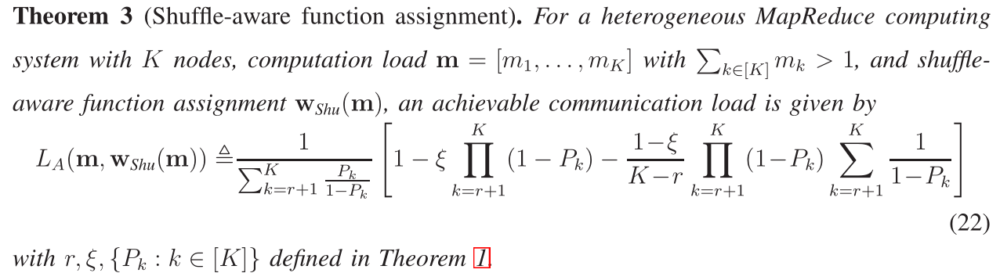 **Theorem 3** (Shuffle-aware function assignment). *For a heterogeneous MapReduce computing
system with $K$ nodes, computation load $\mathbf{m} = [m_1, \ldots, m_K]$ with $\sum_{k \in [K]} m_k > 1$, and shuffle-
aware function assignment $\mathbf{w}_{Shu}(\mathbf{m})$, an achievable communication load is given by*
$$L_A(\mathbf{m}, \mathbf{w}_{Shu}(\mathbf{m})) \triangleq \frac{1}{\sum_{k=r+1}^{K} \frac{P_k}{1-P_k}} \left[ 1 - \xi \prod_{k=r+1}^{K} (1 - P_k) - \frac{1-\xi}{K-r} \prod_{k=r+1}^{K} (1-P_k) \sum_{k=r+1}^{K} \frac{1}{1-P_k} \right]$$
(22)
*with $r, \xi, \{P_k : k \in [K]\}$ defined in Theorem 1.*